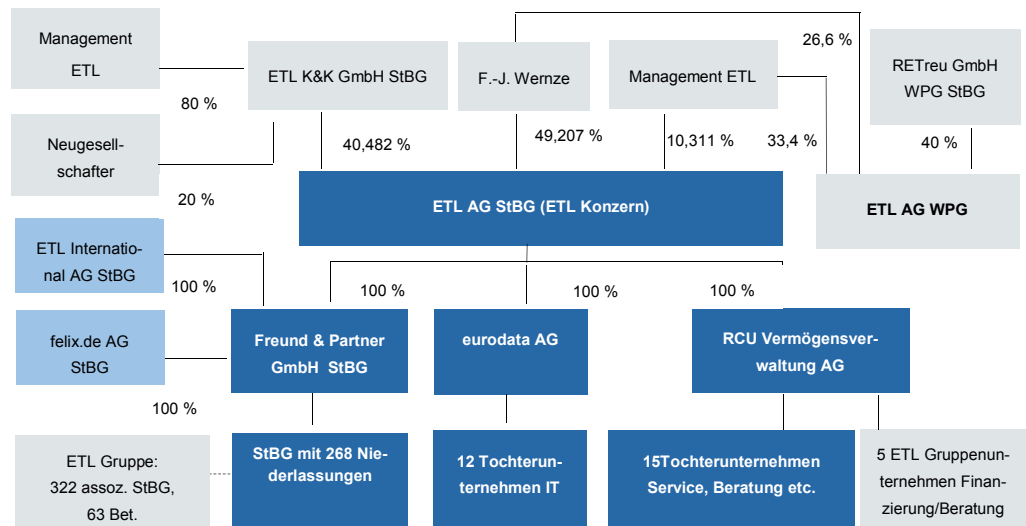 Management
ETL
ETL K&K GmbH StBG
F.-J. Wernze
Management ETL
26,6 %
RETreu GmbH
WPG StBG
80 %
40,482 %
49,207 %
10,311 %
33,4 %
40 %
Neugesell-
schafter
20 %
ETL AG StBG (ETL Konzern)
ETL AG WPG
ETL Internatio-
nal AG StBG
100 %
100 %
100 %
100 %
felix.de AG
StBG
Freund & Partner
GmbH StBG
eurodata AG
RCU Vermögensver-
waltung AG
100 %
ETL Gruppe:
322 assoz. StBG,
63 Bet.
StBG mit 268 Nie-
derlassungen
12 Tochterun-
ternehmen IT
15Tochterunternehmen
Service, Beratung etc.
5 ETL Gruppenun-
ternehmen Finan-
zierung/Beratung